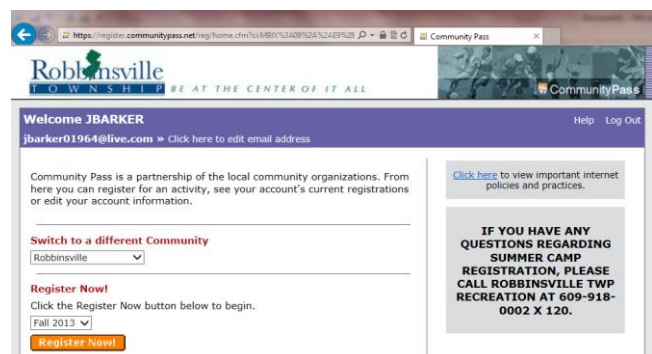 https://register.communitypass.net/reg/home.cfm?
Community Pass
Robbinsville
TOWNSHIP BE AT THE CENTER OF IT ALL
CommunityPass
Welcome JBARKER
Help Log Out
jbarker01964@live.com » Click here to edit email address
Community Pass is a partnership of the local community organizations. From
here you can register for an activity, see your account's current registrations
or edit your account information.
Switch to a different Community
Robbinsville
Register Now!
Click the Register Now button below to begin.
Fall 2013
Register Now!
Click here to view important internet
policies and practices.
IF YOU HAVE ANY
QUESTIONS REGARDING
SUMMER CAMP
REGISTRATION, PLEASE
CALL ROBBINSVILLE TWP
RECREATION AT 609-918-
0002 X 120.